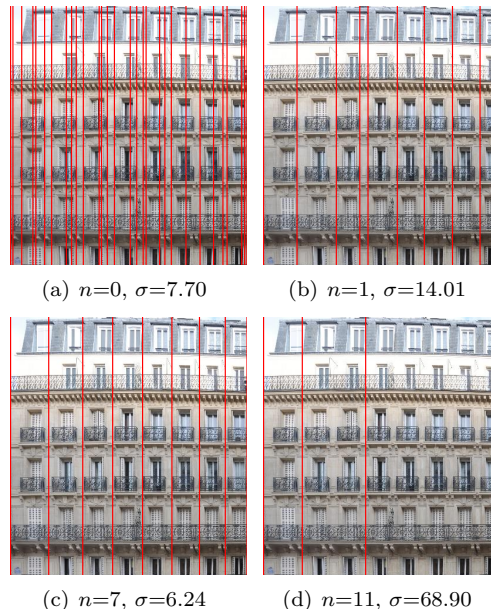 (a) n=0, σ=7.70
(b) n=1, σ=14.01
(c) n=7, σ=6.24
(d) n=11, σ=68.90